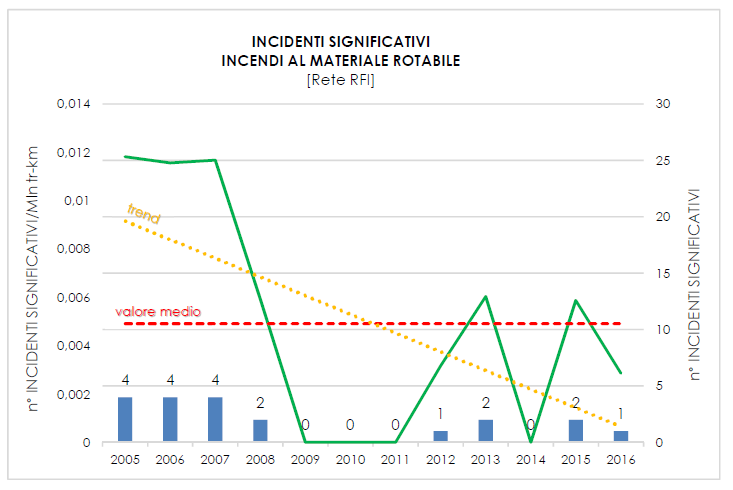 INCIDENTI SIGNIFICATIVI
INCENDI AL MATERIALE ROTABILE
[Rete RFI]
n° INCIDENTI SIGNIFICATIVI/Mln tr-km
0,014
0,012
0,01
0,008
0,006
0,004
0,002
0
trend
valore medio
4 4 4 2 0 0 0 1 2 0 2 1
30
25
20
15
10
5
0
n° INCIDENTI SIGNIFICATIVI
2005 2006 2007 2008 2009 2010 2011 2012 2013 2014 2015 2016